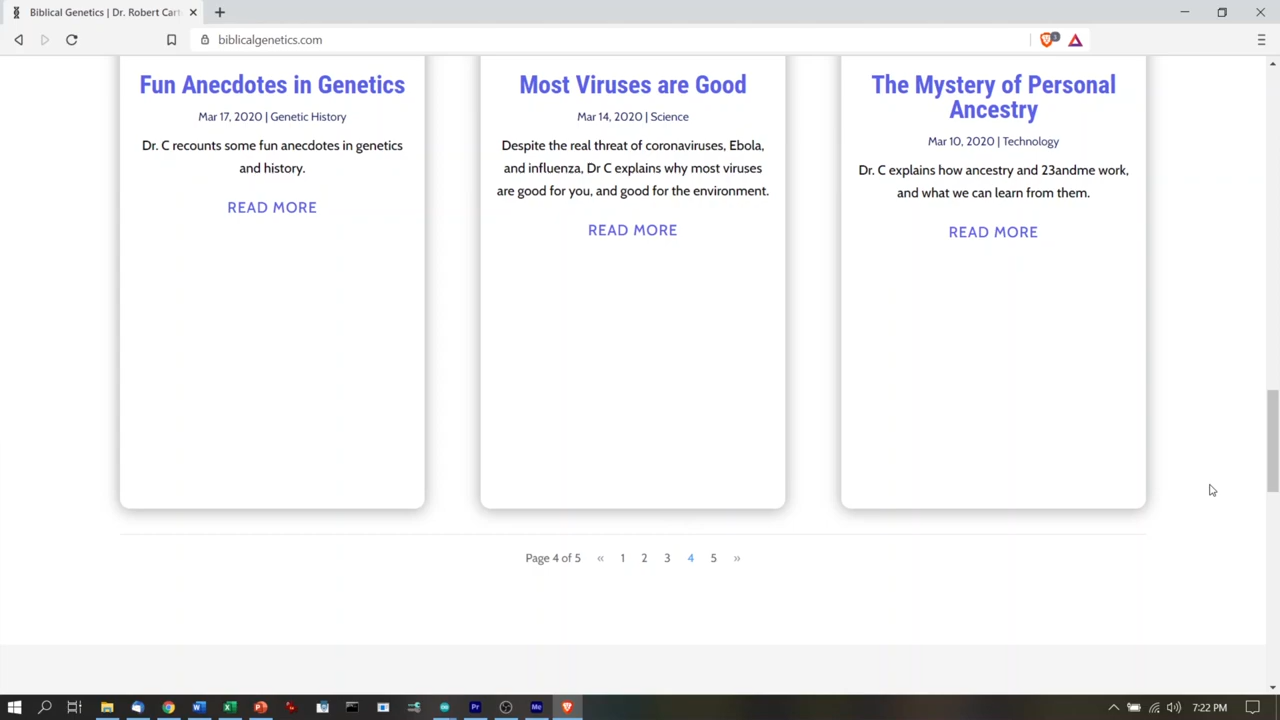 Biblical Genetics | Dr. Robert Cart
biblicalgenetics.com
1
Fun Anecdotes in Genetics
Mar 17, 2020 | Genetic History
Dr. C recounts some fun anecdotes in genetics
and history.
READ MORE
Most Viruses are Good
Mar 14, 2020 | Science
Despite the real threat of coronaviruses, Ebola,
and influenza, Dr C explains why most viruses
are good for you, and good for the environment.
READ MORE
The Mystery of Personal
Ancestry
Mar 10, 2020 | Technology
Dr. C explains how ancestry and 23andme work,
and what we can learn from them.
READ MORE
Page 4 of 5 « 1 2 3 4 5 »
7:22 PM